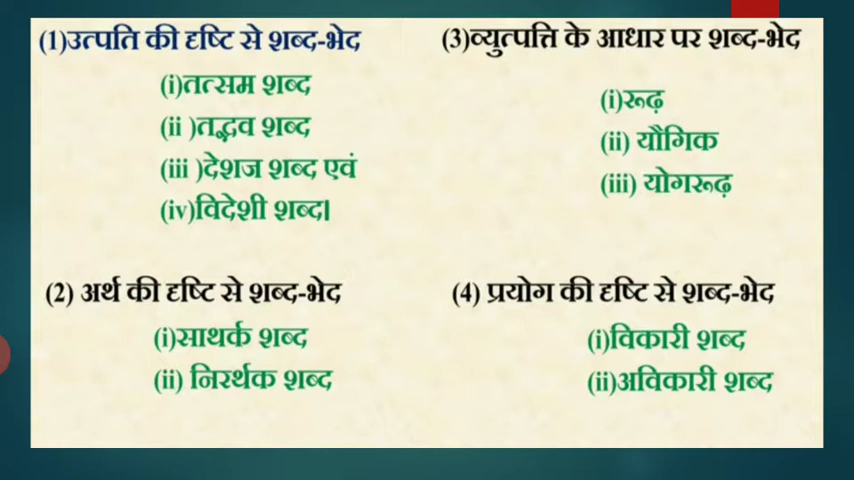 (1)उत्पति की दृष्टि से शब्द-भेद
(i)तत्सम शब्द
(ii )तद्भव शब्द
(iii )देशज शब्द एवं
(iv)विदेशी शब्द।
(2) अर्थ की दृष्टि से शब्द-भेद
(i)साथर्क शब्द
(ii) निरर्थक शब्द
(3)व्युत्पत्ति के आधार पर शब्द-भेद
(i)रूढ़
(ii) यौगिक
(iii) योगरूढ़
(4) प्रयोग की दृष्टि से शब्द-भेद
(i)विकारी शब्द
(ii)अविकारी शब्द